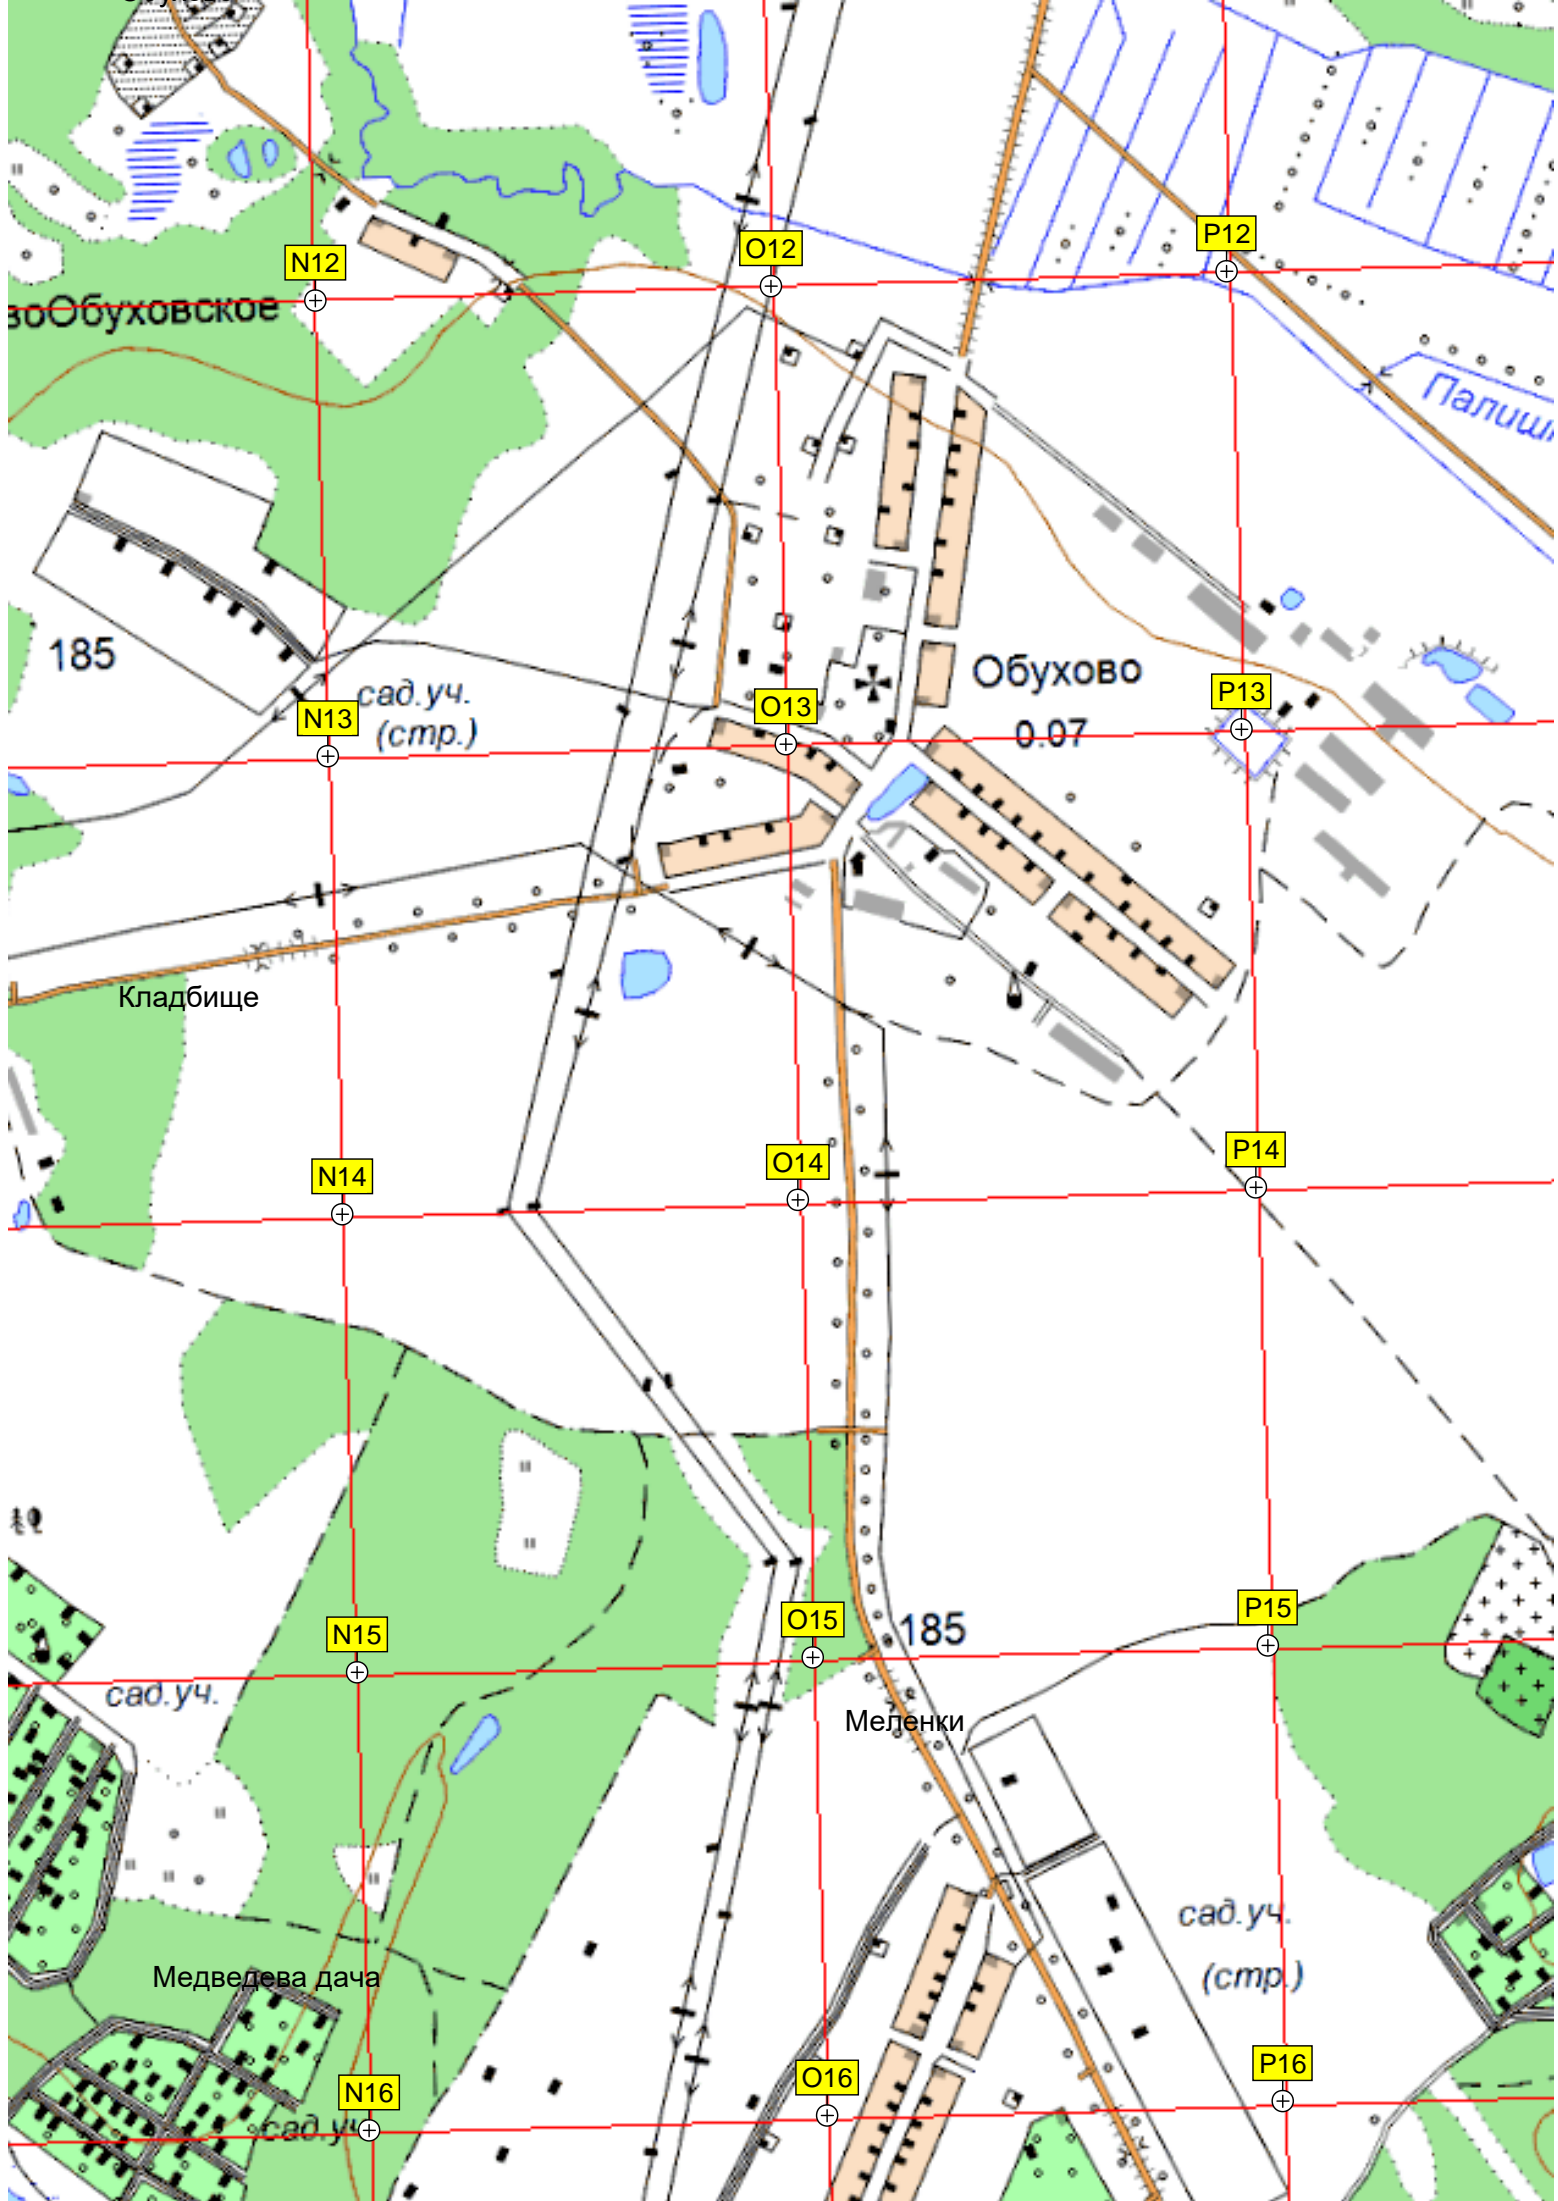 P12
O12
N12
воОбуховское
Палиш
185
Обухово
сад.уч.
(стр.)
0.07
P13
O13
N13
Кладбище
P14
O14
N14
P15
O15
N15
185
сад.уч.
Меленки
сад.уч.
(стр.)
Медведева дача
P16
O16
N16
сад.уч